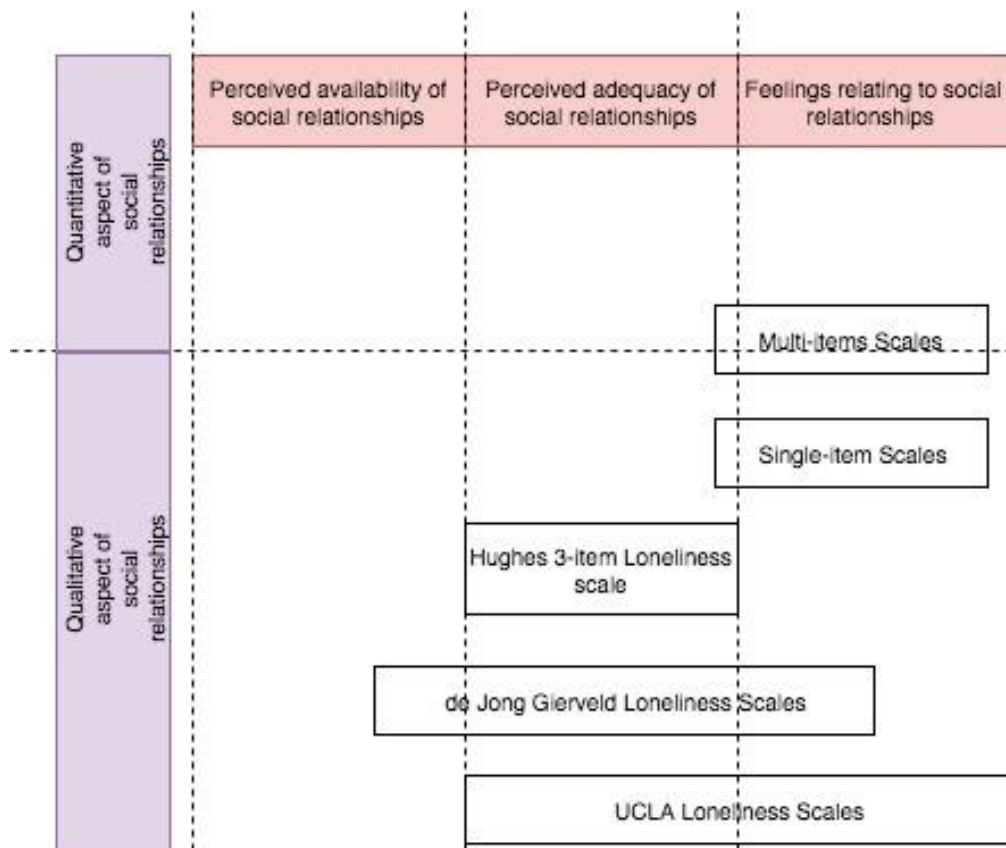 Perceived availability of
social relationships
Perceived adequacy of
social relationships
Feelings relating to social
relationships
Quantitative
aspect of
social
relationships
Multi-items Scales
Single-item Scales
Qualitative
aspect of
social
relationships
Hughes 3-item Loneliness
scale
de Jong Gierveld Loneliness Scales
UCLA Loneliness Scales